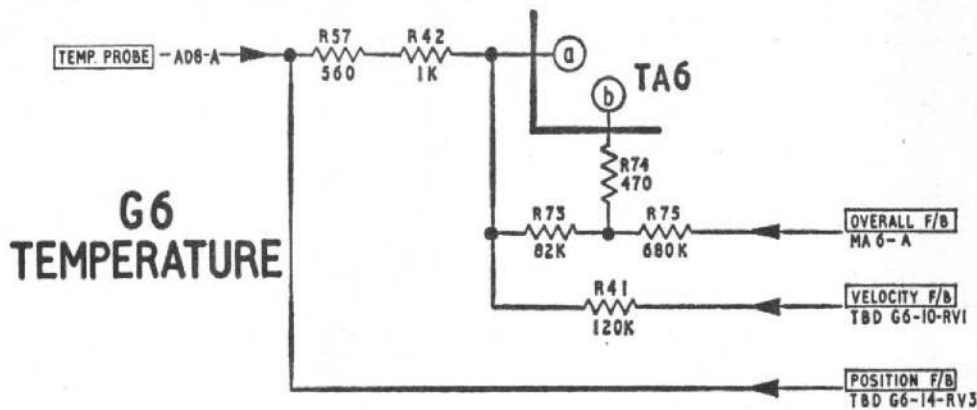 R57
R42
TEMP. PROBE
AD8-A
560
1K
a
TA6
b
R74
470
G6
TEMPERATURE
R73
R75
82K
680K
OVERALL F/B
MA 6-A
R41
120K
VELOCITY F/B
TBD G6-10-RV1
POSITION F/B
TBD G6-14-RV3